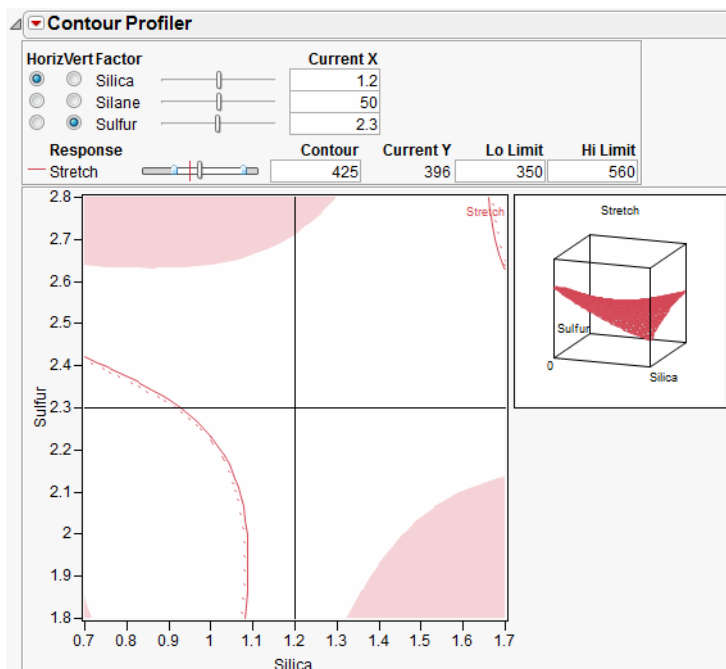 Contour Profiler
Horiz Vert Factor Current X
Silica 1.2
Silane 50
Sulfur 2.3
Response Contour Current Y Lo Limit Hi Limit
Stretch 425 396 350 560
2.8
2.7
2.6
2.5
2.4
2.3
2.2
2.1
2
1.9
1.8
Sulfur
Stretch
0.7 0.8 0.9 1 1.1 1.2 1.3 1.4 1.5 1.6 1.7
Silica
Stretch
Sulfur
0
Silica